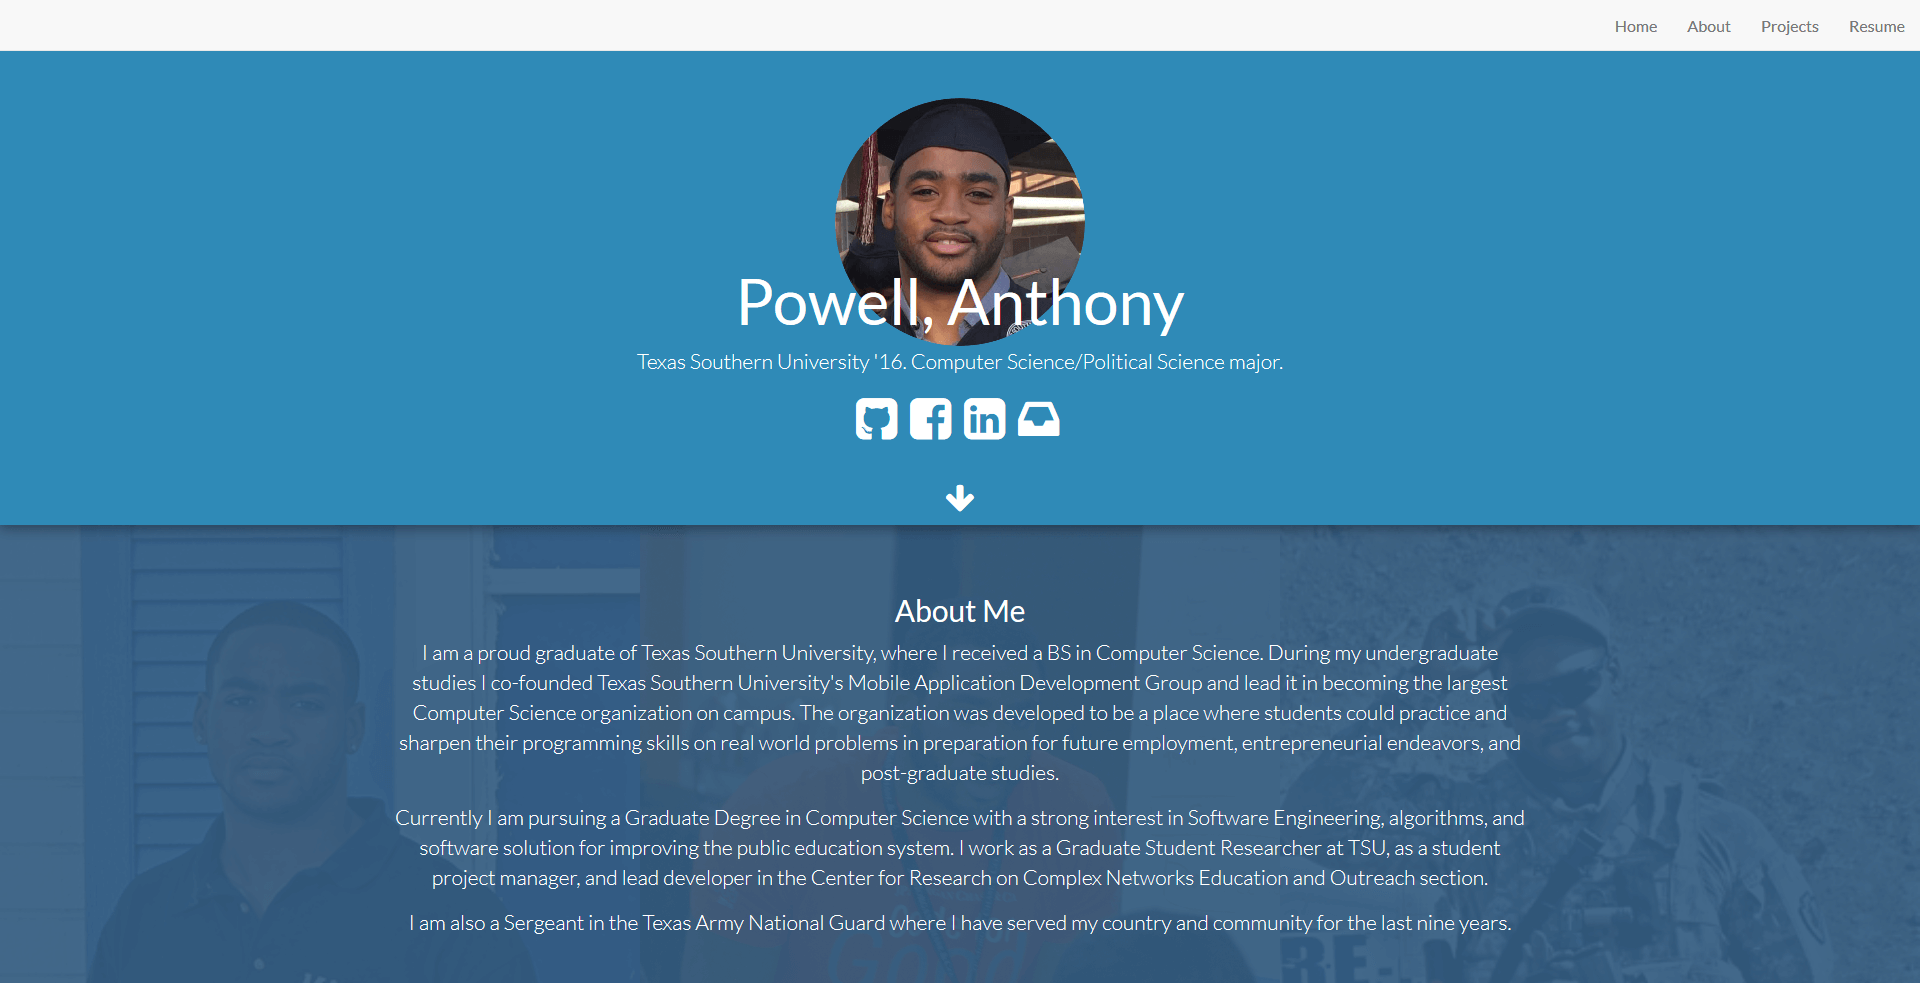 Home About Projects Resume
Powell, Anthony
Texas Southern University '16. Computer Science/Political Science major.
in
About Me
I am a proud graduate of Texas Southern University, where I received a BS in Computer Science. During my undergraduate
studies I co-founded Texas Southern University's Mobile Application Development Group and lead it in becoming the largest
Computer Science organization on campus. The organization was developed to be a place where students could practice and
sharpen their programming skills on real world problems in preparation for future employment, entrepreneurial endeavors, and
post-graduate studies.
Currently I am pursuing a Graduate Degree in Computer Science with a strong interest in Software Engineering, algorithms, and
software solution for improving the public education system. I work as a Graduate Student Researcher at TSU, as a student
project manager, and lead developer in the Center for Research on Complex Networks Education and Outreach section.
I am also a Sergeant in the Texas Army National Guard where I have served my country and community for the last nine years.
Good